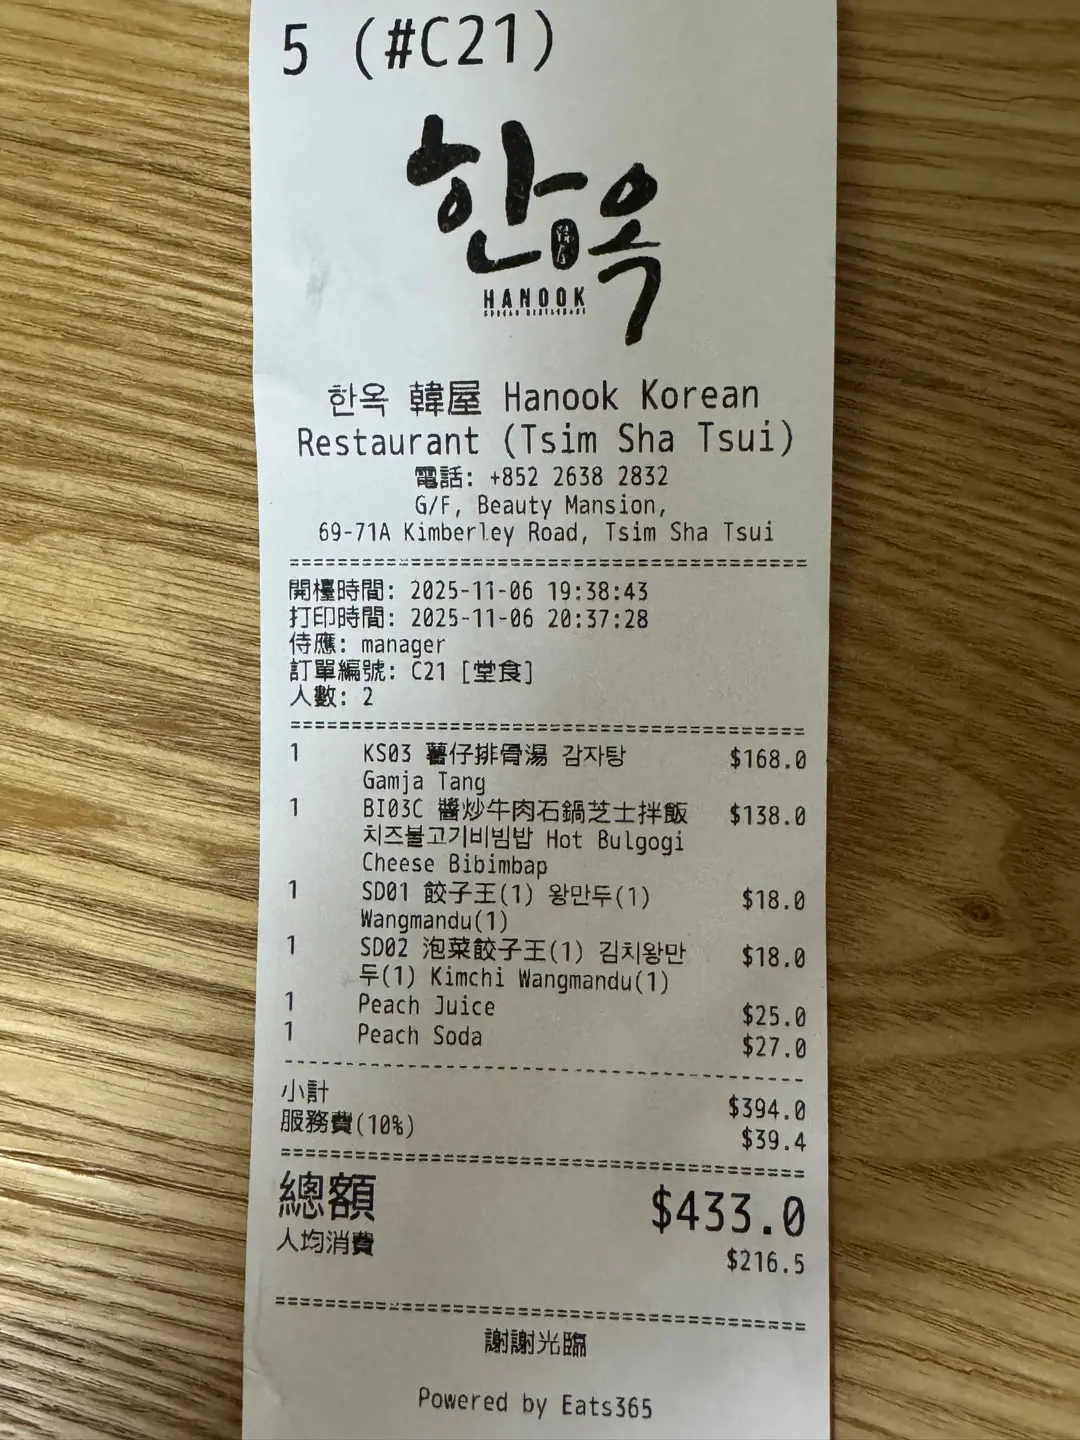 5 (#C21)
한옥
HANOOK
KOREAN RESTAURANT
한옥 韓屋 Hanook Korean
Restaurant (Tsim Sha Tsui)
電話: +852 2638 2832
G/F, Beauty Mansion,
69-71A Kimberley Road, Tsim Sha Tsui
開檯時間: 2025-11-06 19:38:43
打印時間: 2025-11-06 20:37:28
侍應: manager
訂單編號: C21 [堂食]
人數: 2
1 KS03 薯仔排骨湯 감자탕 $168.0
Gamja Tang
1 BI03C 醬炒牛肉石鍋芝士拌飯 $138.0
치즈불고기비빔밥 Hot Bulgogi
Cheese Bibimbap
1 SD01 餃子王(1) 왕만두(1) $18.0
Wangmandu(1)
1 SD02 泡菜餃子王(1) 김치왕만 $18.0
두(1) Kimchi Wangmandu(1)
1 Peach Juice $25.0
1 Peach Soda $27.0
小計 $394.0
服務費(10%) $39.4
總額 $433.0
人均消費 $216.5
謝謝光臨
Powered by Eats365